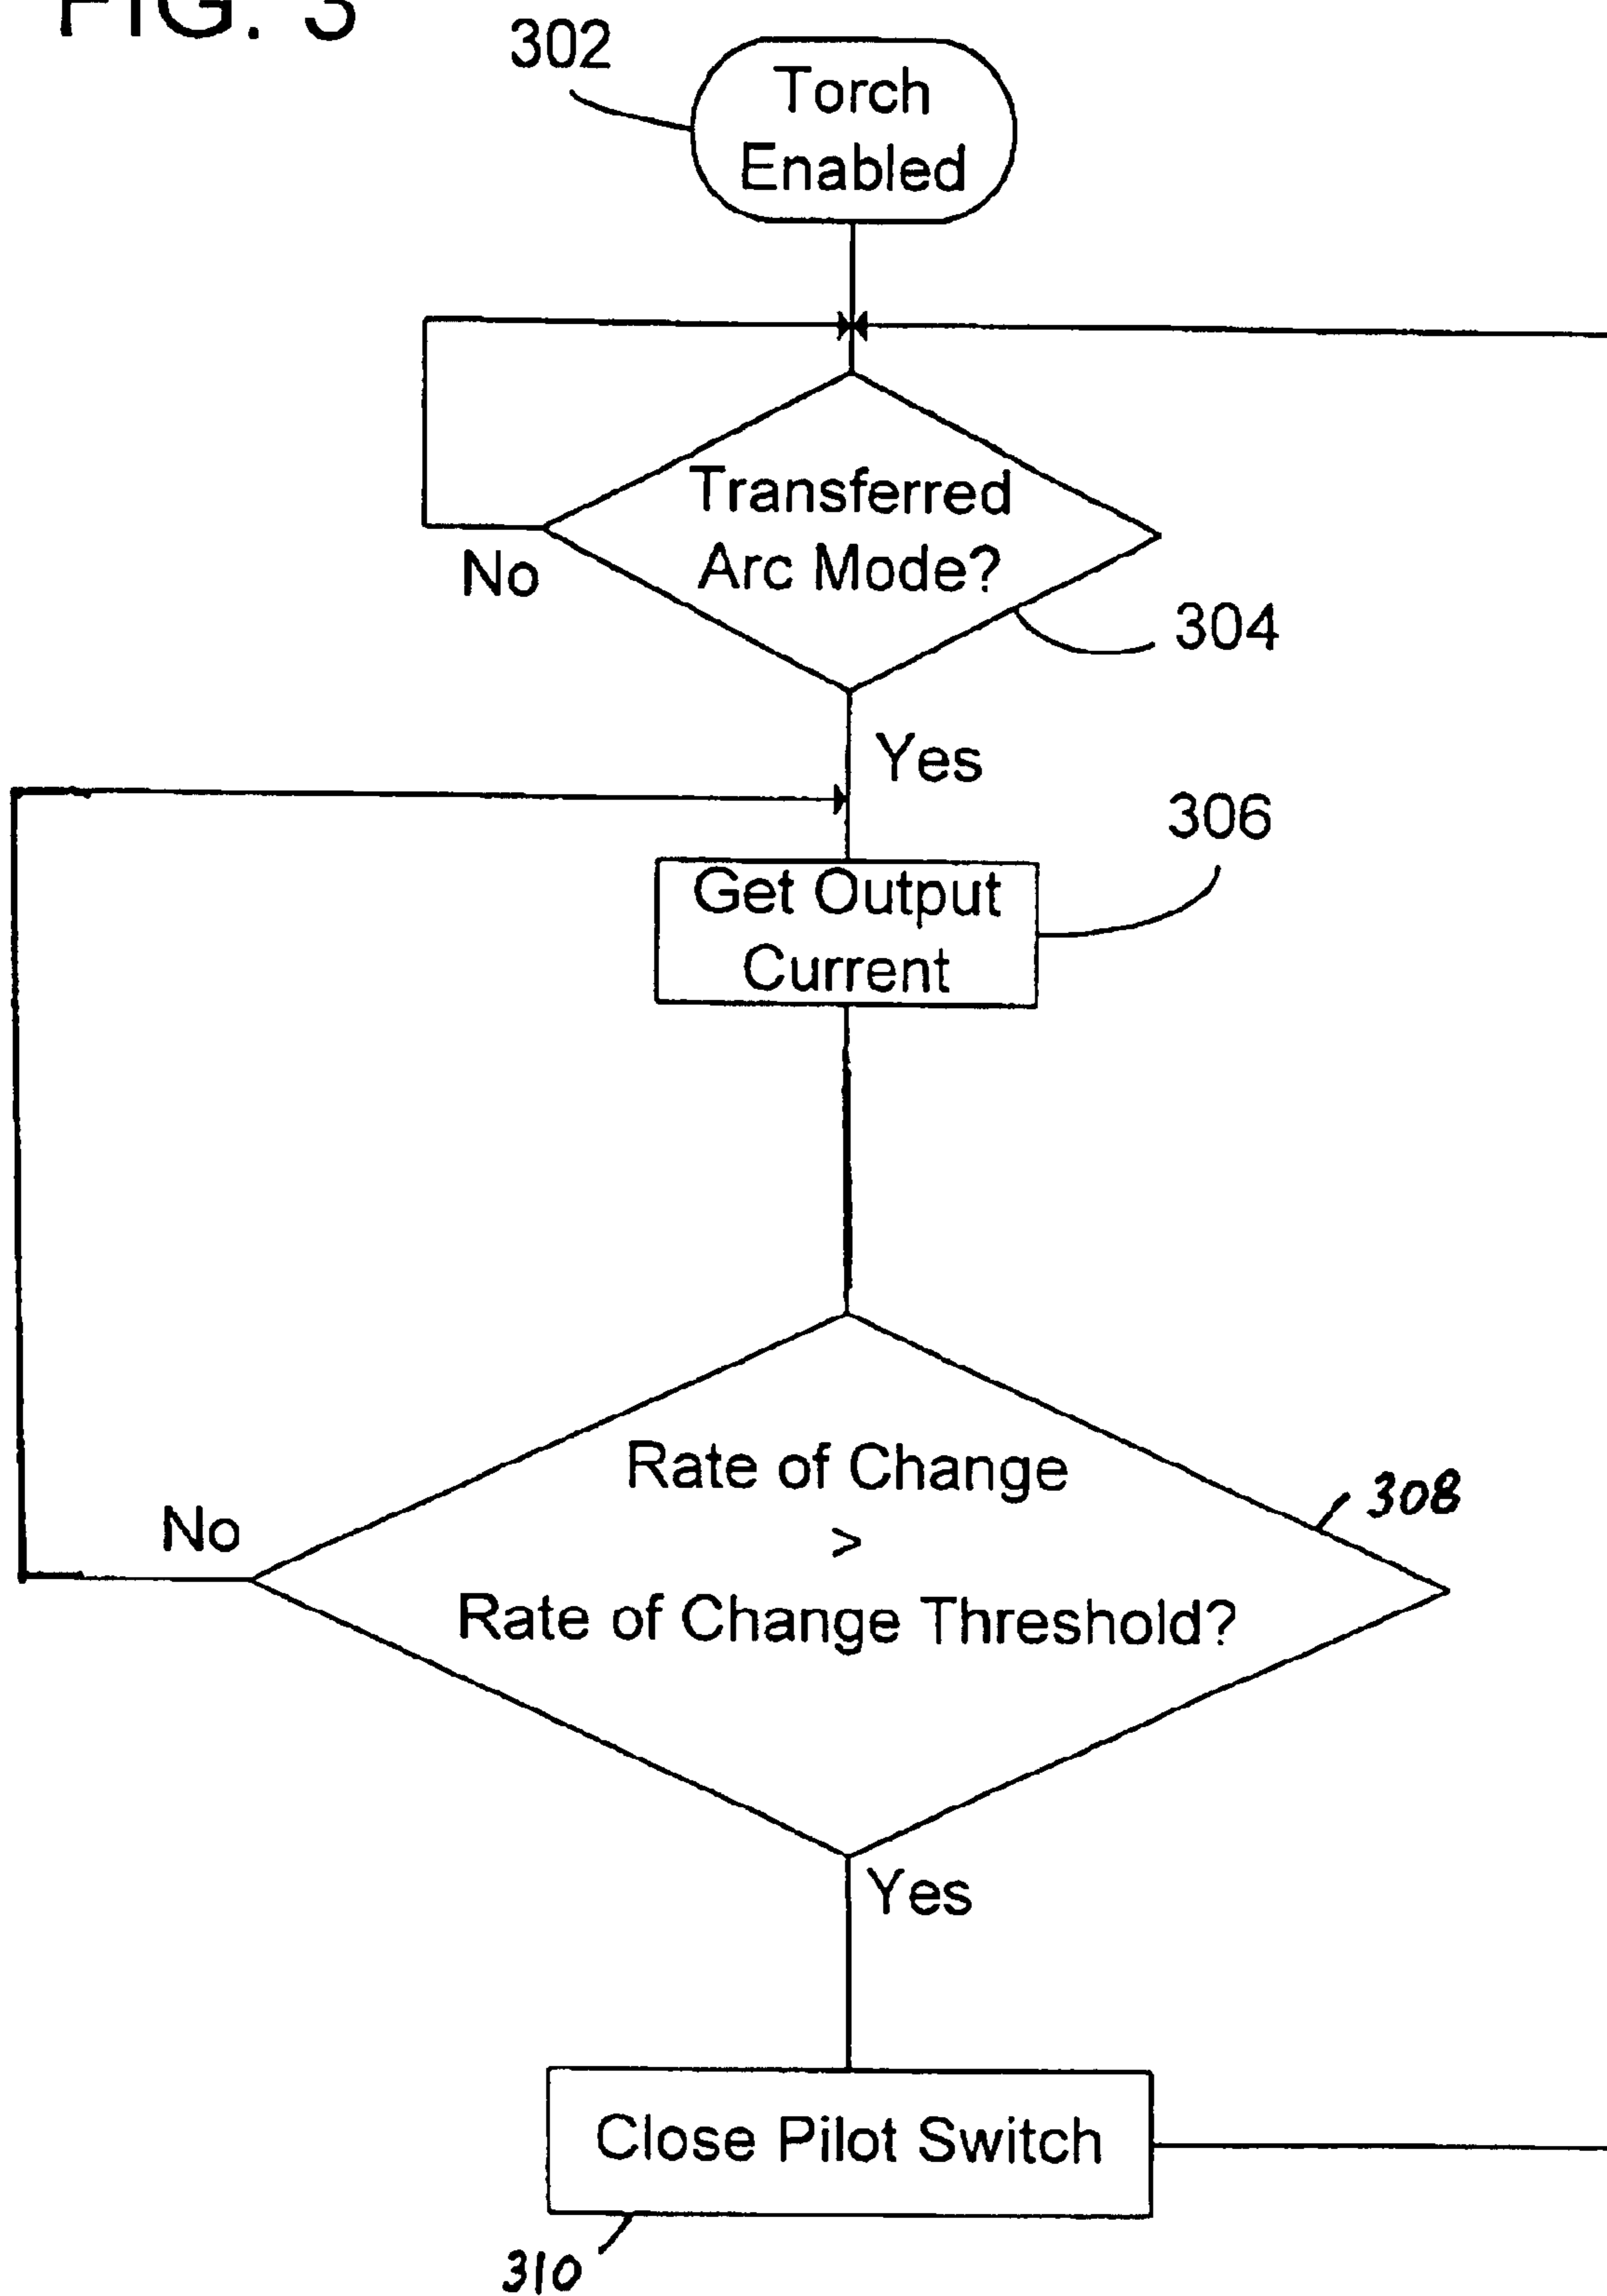 FIG. 3
302
Torch
Enabled
Transferred
Arc Mode?
No
304
Yes
306
Get Output
Current
Rate of Change
>
Rate of Change Threshold?
308
No
Yes
Close Pilot Switch
310